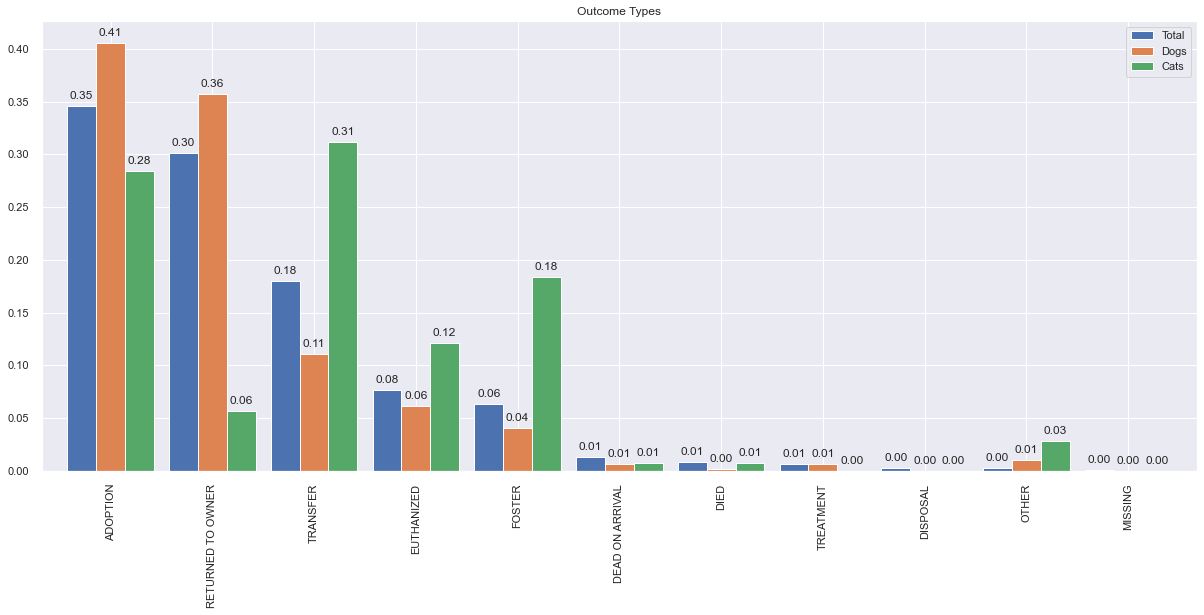 Outcome Types
Total
Dogs
Cats
0.40
0.35
0.30
0.25
0.20
0.15
0.10
0.05
0.00
0.35 0.41 0.28
0.30 0.36 0.06
0.18 0.11 0.31
0.08 0.06 0.12
0.06 0.04 0.18
0.01 0.01 0.01
0.01 0.00 0.01
0.01 0.01 0.00
0.00 0.00 0.00
0.00 0.01 0.03
0.00 0.00 0.00
ADOPTION
RETURNED TO OWNER
TRANSFER
EUTHANIZED
FOSTER
DEAD ON ARRIVAL
DIED
TREATMENT
DISPOSAL
OTHER
MISSING